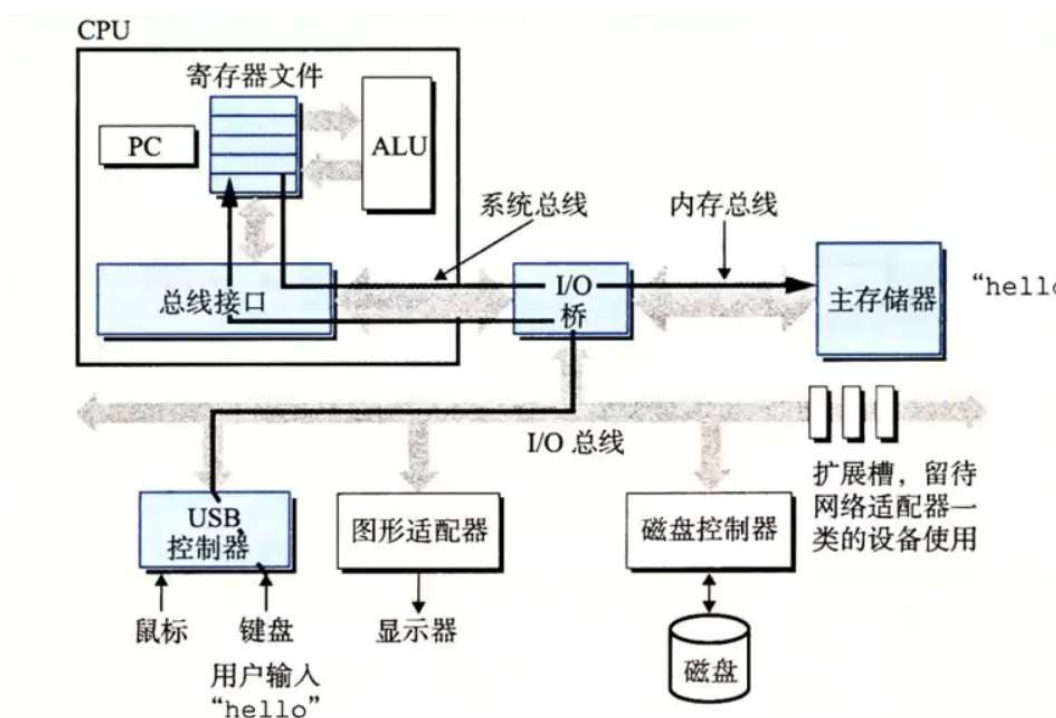 CPU
寄存器文件
PC
ALU
系统总线
内存总线
总线接口
I/O
桥
主存储器
“hello
I/O 总线
扩展槽，留待
网络适配器一
类的设备使用
USB
控制器
图形适配器
磁盘控制器
鼠标
键盘
显示器
磁盘
用户输入
“hello”